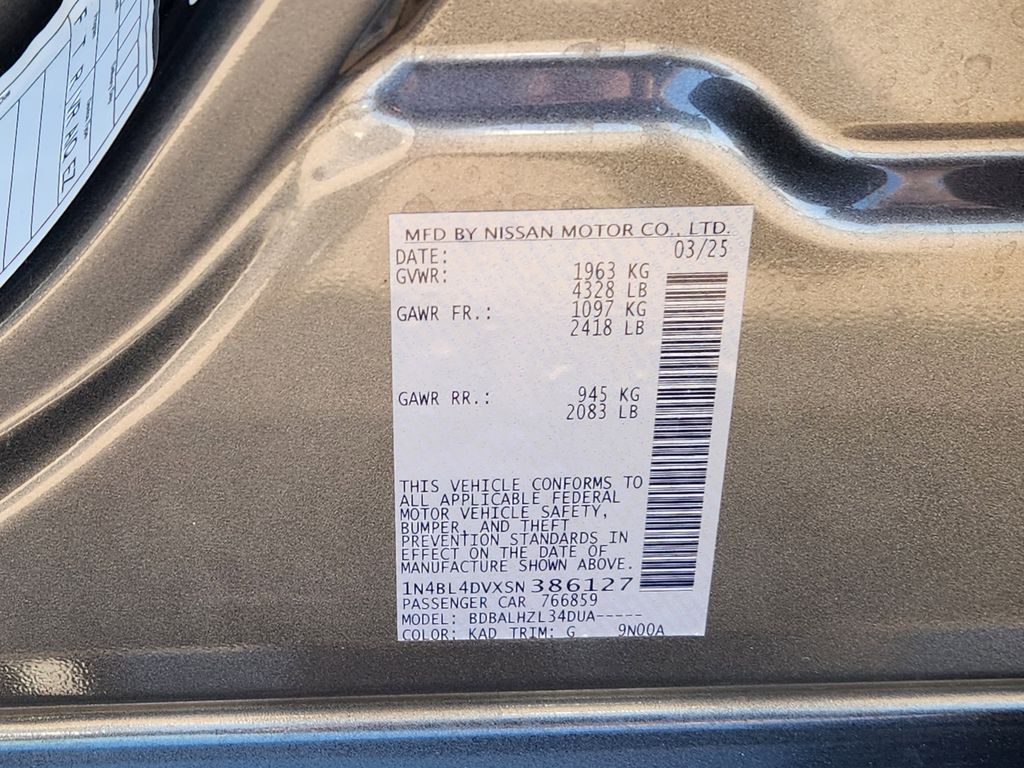 MFD BY NISSAN MOTOR CO., LTD.
DATE: 03/25
GVWR: 1963 KG
4328 LB
GAWR FR.: 1097 KG
2418 LB
GAWR RR.: 945 KG
2083 LB
THIS VEHICLE CONFORMS TO
ALL APPLICABLE FEDERAL
MOTOR VEHICLE SAFETY,
BUMPER, AND THEFT
PREVENTION STANDARDS IN
EFFECT ON THE DATE OF
MANUFACTURE SHOWN ABOVE.
1N4BL4DVXSN386127
PASSENGER CAR 766859
MODEL: BDBALHZL34DUA-----
COLOR: KAD TRIM: G 9N00A